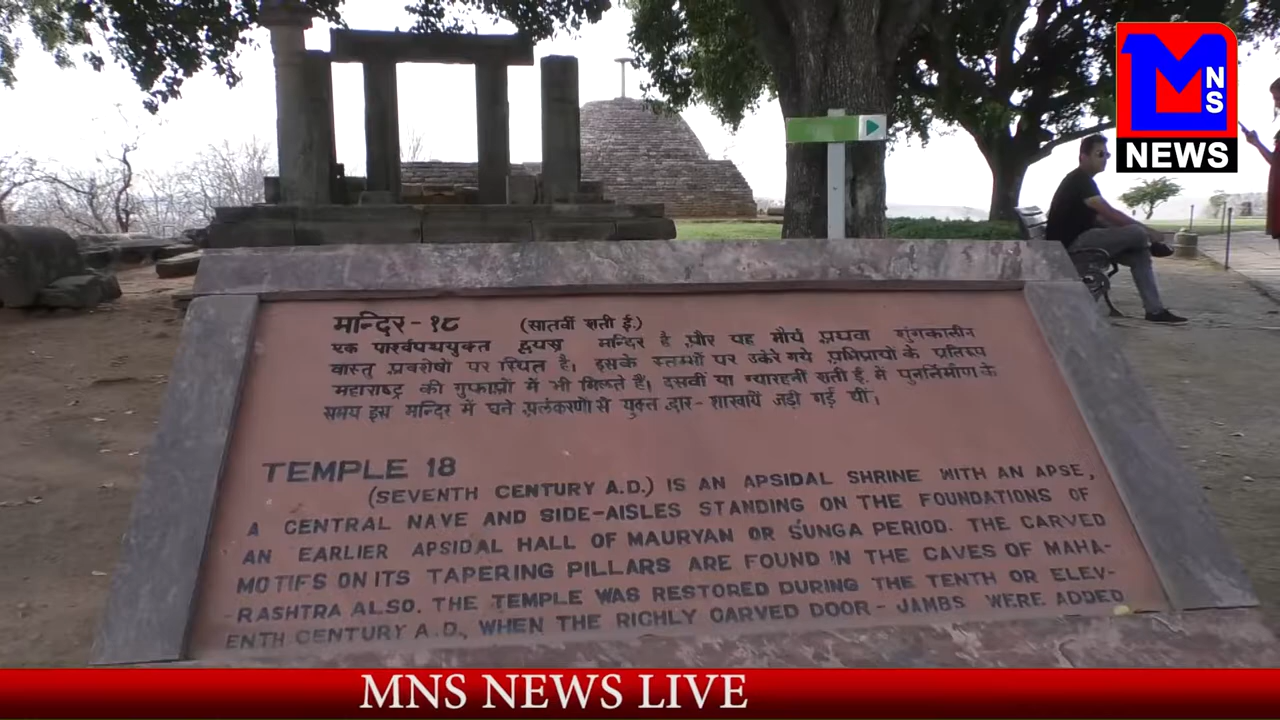 MNS
NEWS
मन्दिर-१८ (सातवीं शती ई.)
एक पार्श्वपथयुक्त द्वयस्र मन्दिर है और यह मौर्य अथवा शुंगकालीन
वास्तु अवशेषों पर स्थित है। इसके स्तम्भों पर उकेरे गये अभिप्रायों के प्रतिरूप
महाराष्ट्र की गुफाओं में भी मिलते हैं। दसवीं या ग्यारहवीं शती ई. में पुनर्निर्माण के
समय इस मन्दिर में घने अलंकरणों से युक्त द्वार-शाखायें जड़ी गईं थीं।
TEMPLE 18
(SEVENTH CENTURY A.D.) IS AN APSIDAL SHRINE WITH AN APSE,
A CENTRAL NAVE AND SIDE-AISLES STANDING ON THE FOUNDATIONS OF
AN EARLIER APSIDAL HALL OF MAURYAN OR ŚUNGA PERIOD. THE CARVED
MOTIFS ON ITS TAPERING PILLARS ARE FOUND IN THE CAVES OF MAHA-
-RASHTRA ALSO. THE TEMPLE WAS RESTORED DURING THE TENTH OR ELEV-
ENTH CENTURY A.D., WHEN THE RICHLY CARVED DOOR-JAMBS WERE ADDED
MNS NEWS LIVE